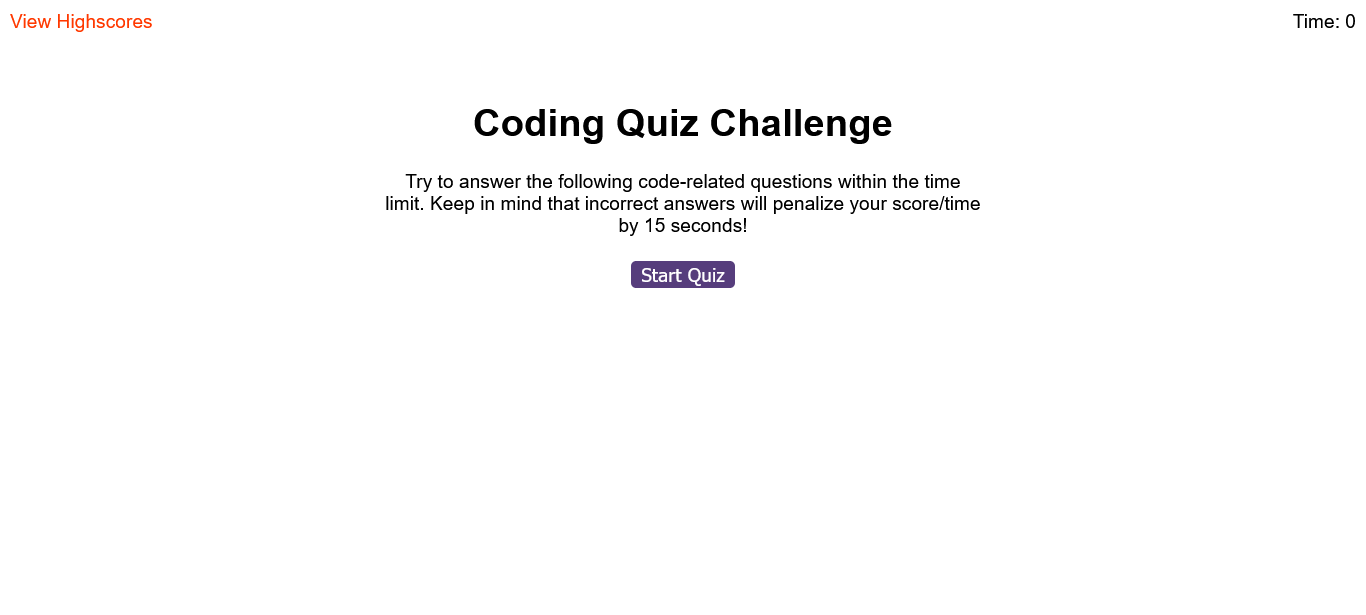 View Highscores
Time: 0
Coding Quiz Challenge
Try to answer the following code-related questions within the time
limit. Keep in mind that incorrect answers will penalize your score/time
by 15 seconds!
Start Quiz